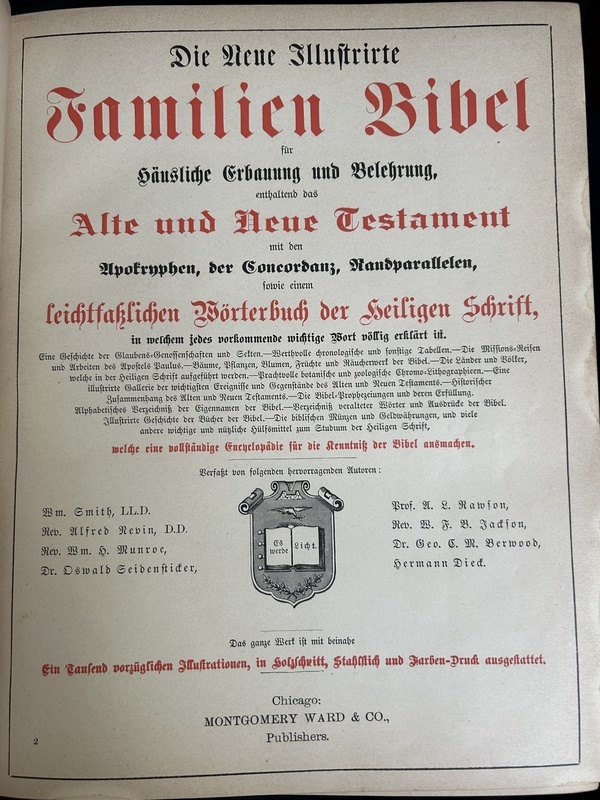 Die Neue Illustrirte
Familien Bibel
für
Häusliche Erbauung und Belehrung,
enthaltend das
Alte und Neue Testament
mit den
Apokryphen, der Concordanz, Randparallelen,
sowie einem
leichtfaßlichen Wörterbuch der Heiligen Schrift,
in welchem jedes vorkommende wichtige Wort völlig erklärt ist.
Eine Geschichte der Glaubens-Genossenschaften und Sekten.—Werthvolle chronologische und sonstige Tabellen.—Die Missions-Reisen
und Arbeiten des Apostels Paulus.—Bäume, Pflanzen, Blumen, Früchte und Räucherwerk der Bibel.—Die Länder und Völker,
welche in der Heiligen Schrift aufgeführt werden.—Prachtvolle botanische und zoologische Chromo-Lithographieen.—Eine
illustrirte Gallerie der wichtigsten Ereignisse und Gegenstände des Alten und Neuen Testaments.—Historischer
Zusammenhang des Alten und Neuen Testaments.—Die Bibel-Prophezeiungen und deren Erfüllung.
Alphabetisches Verzeichniß der Eigennamen der Bibel.—Verzeichniß veralteter Wörter und Ausdrücke der Bibel.
Illustrirte Geschichte der Bücher der Bibel.—Die biblischen Münzen und Geldwährungen, und viele
andere wichtige und nützliche Hülfsmittel zum Studium der Heiligen Schrift,
welche eine vollständige Encyclopädie für die Kenntniß der Bibel ausmachen.
Verfaßt von folgenden hervorragenden Autoren:
Wm. Smith, LL.D.
Rev. Alfred Nevin, D.D.
Rev. Wm. H. Munroe,
Dr. Oswald Seidensticker,
Es werde
Licht.
Prof. A. L. Rawson,
Rev. W. F. B. Jackson,
Dr. Geo. C. M. Berwood,
Hermann Dieck.
Das ganze Werk ist mit beinahe
Ein Tausend vorzüglichen Illustrationen, in Holzschnitt, Stahlstich und Farben-Druck ausgestattet.
Chicago:
MONTGOMERY WARD & CO.,
Publishers.
2